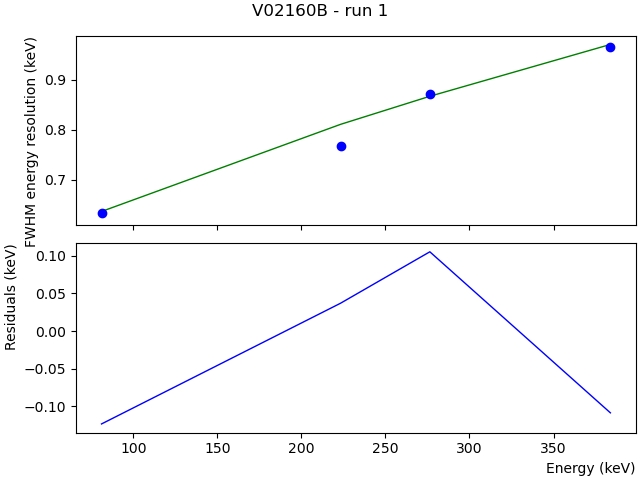 V02160B - run 1
FWHM energy resolution (keV)
0.9
0.8
0.7
Residuals (keV)
0.10
0.05
0.00
−0.05
−0.10
100 150 200 250 300 350
Energy (keV)